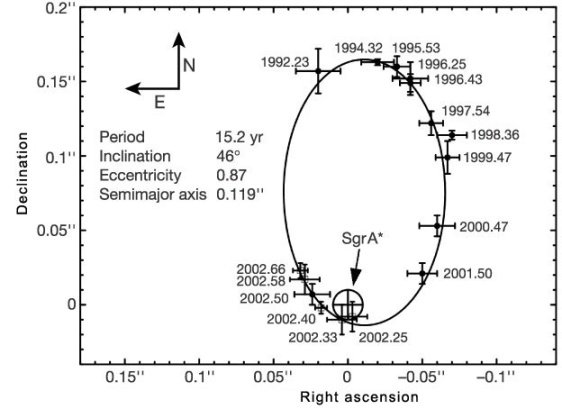 0.2''
0.15''
0.1''
0.05''
0
Declination
N
E
Period 15.2 yr
Inclination 46°
Eccentricity 0.87
Semimajor axis 0.119''
1992.23
1994.32
1995.53
1996.25
1996.43
1997.54
1998.36
1999.47
2000.47
2001.50
SgrA*
2002.66
2002.58
2002.50
2002.40
2002.33
2002.25
0.15'' 0.1'' 0.05'' 0 −0.05'' −0.1''
Right ascension